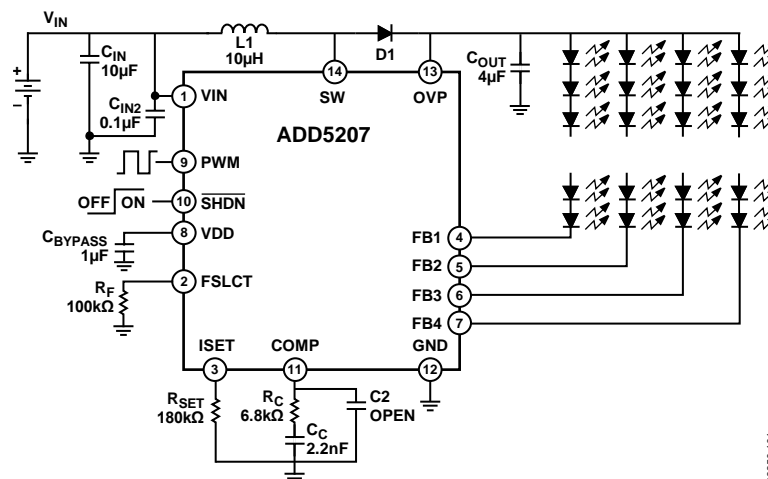 VIN
CIN
10µF
L1
10µH
D1
COUT
4µF
14
SW
13
OVP
1 VIN
CIN2
0.1µF
ADD5207
9 PWM
OFF ON
10 SHDN
CBYPASS
1µF
8 VDD
RF
100kΩ
2 FSLCT
FB1 4
FB2 5
FB3 6
FB4 7
ISET
3
COMP
11
GND
12
RSET
180kΩ
RC
6.8kΩ
CC
2.2nF
C2
OPEN
+
–